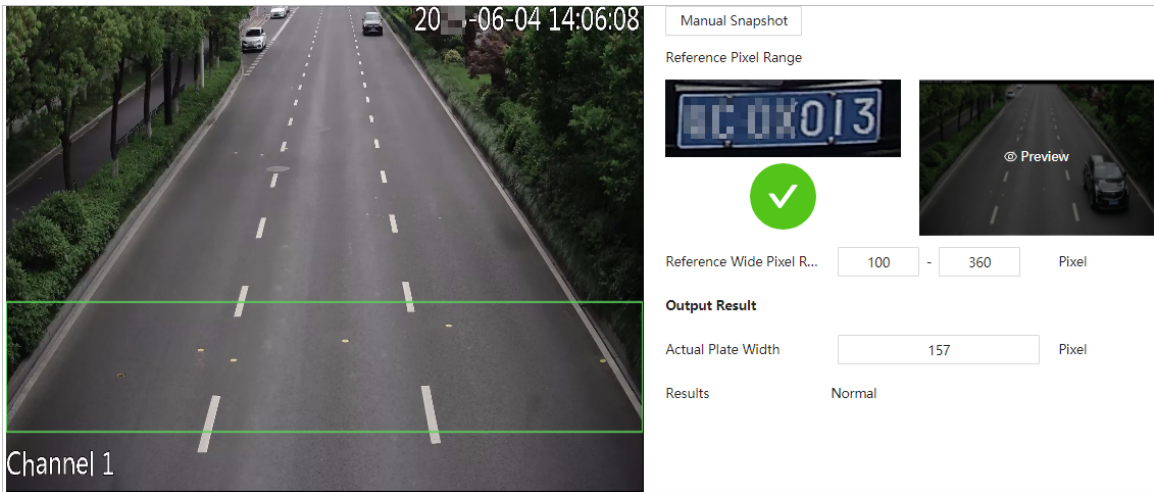 20 -06-04 14:06:08
Channel 1
Manual Snapshot
Reference Pixel Range
C 0 013
Preview
Reference Wide Pixel R... 100 - 360 Pixel
Output Result
Actual Plate Width 157 Pixel
Results Normal